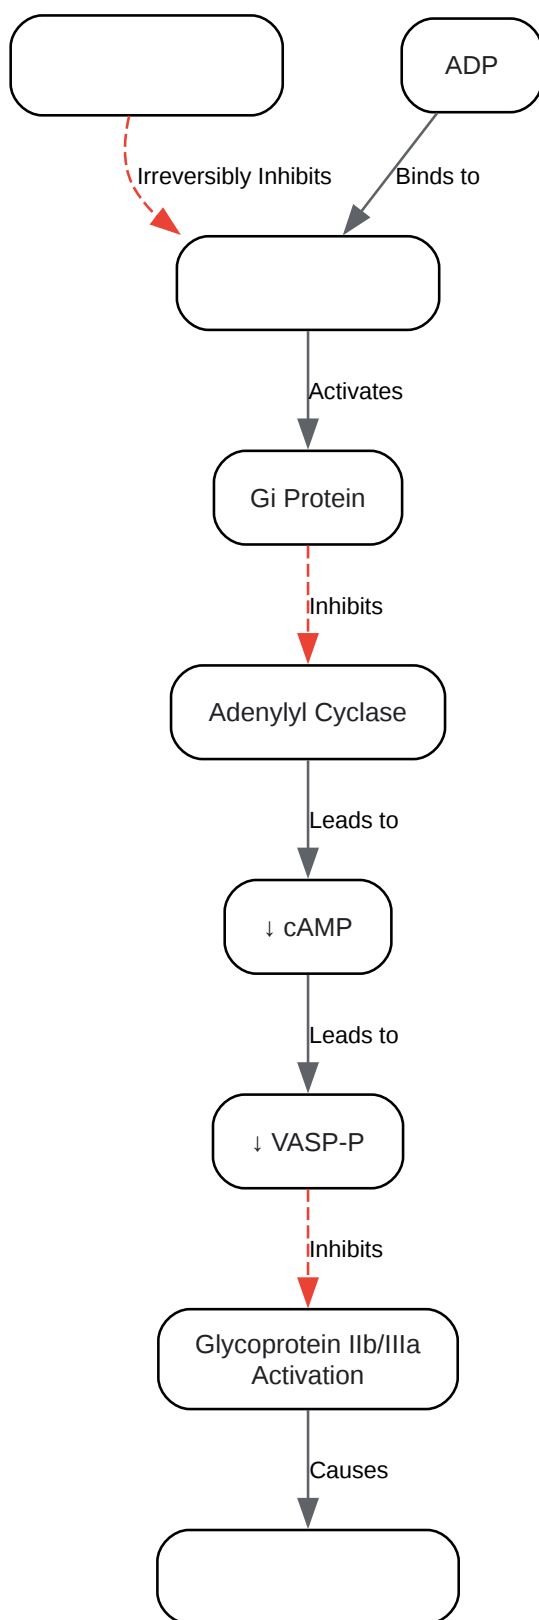 ADP
Irreversibly Inhibits
Binds to
Activates
Gi Protein
Inhibits
Adenylyl Cyclase
Leads to
↓ cAMP
Leads to
↓ VASP-P
Inhibits
Glycoprotein IIb/IIIa
Activation
Causes